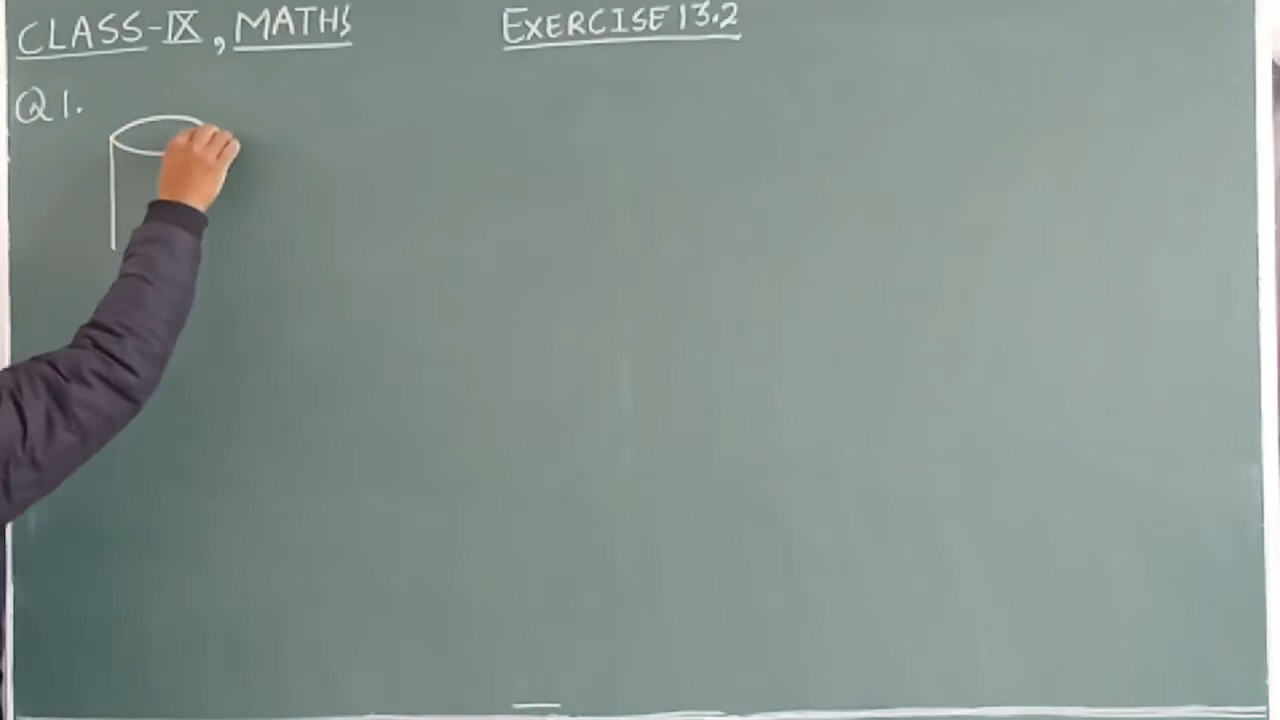 CLASS-IX, MATHS
EXERCISE 13.2
Q1.